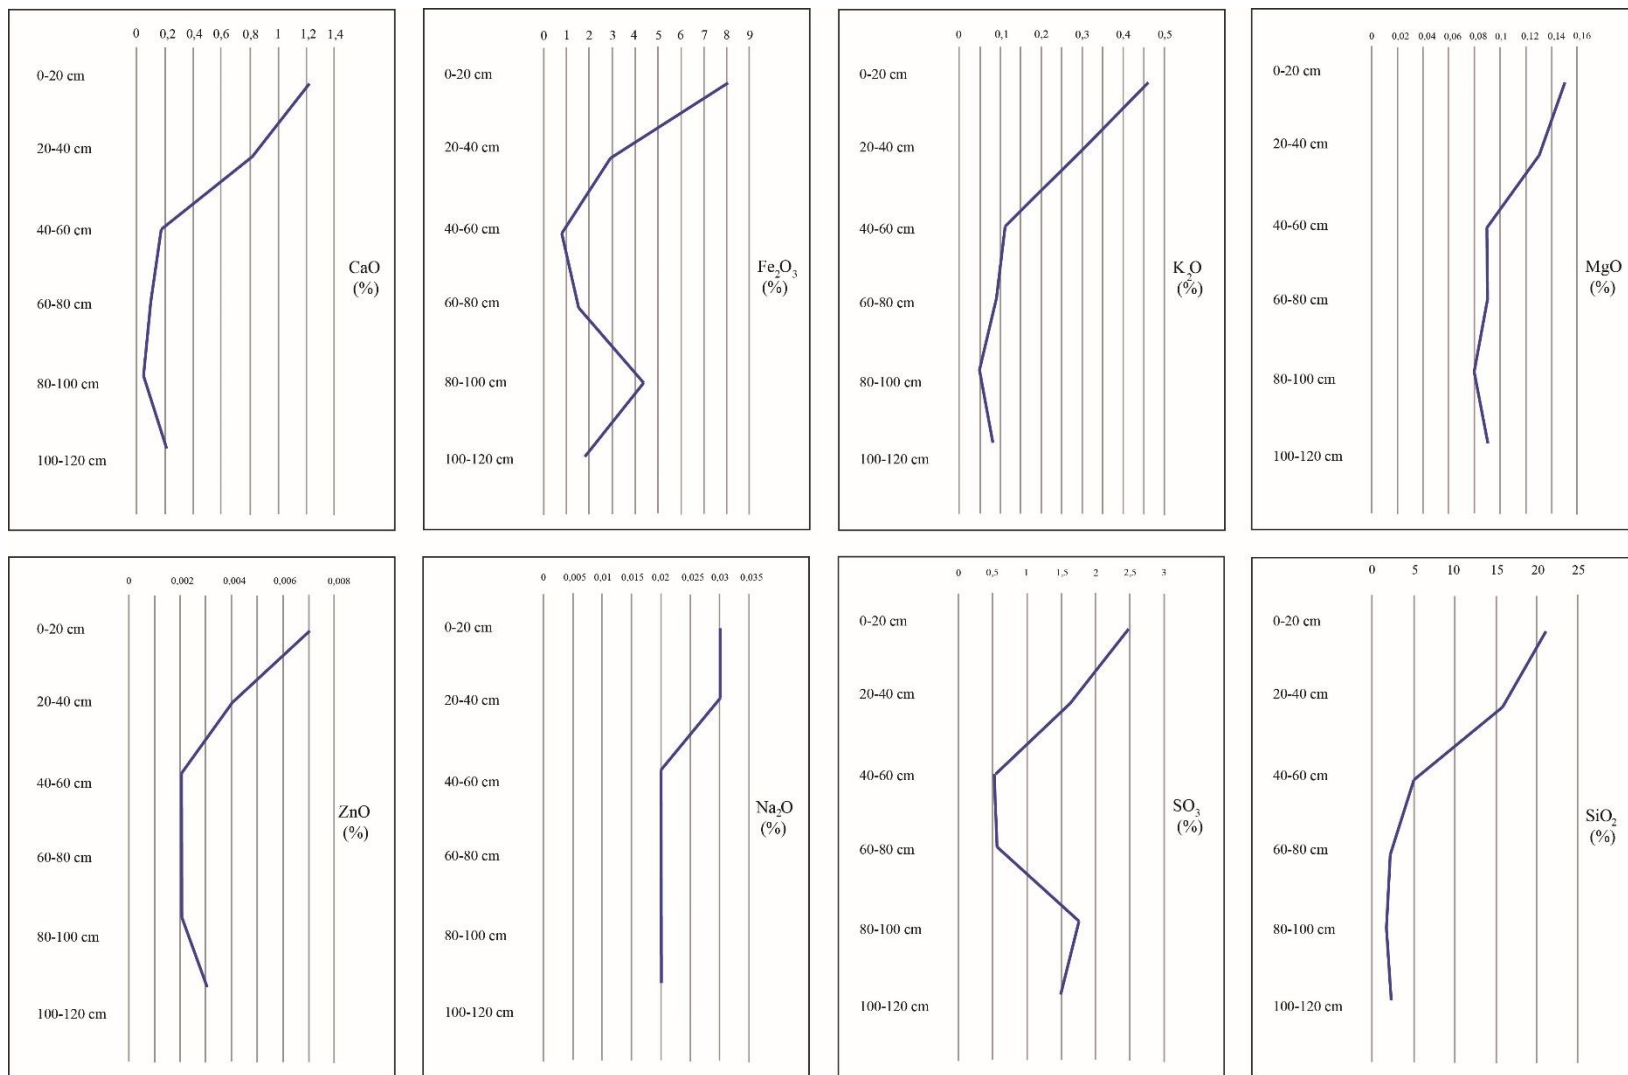 0 0,2 0,4 0,6 0,8 1 1,2 1,4
0-20 cm
20-40 cm
40-60 cm
CaO
(%)
60-80 cm
80-100 cm
100-120 cm
0 1 2 3 4 5 6 7 8 9
0-20 cm
20-40 cm
40-60 cm
Fe₂O₃
(%)
60-80 cm
80-100 cm
100-120 cm
0 0,1 0,2 0,3 0,4 0,5
0-20 cm
20-40 cm
40-60 cm
K₂O
(%)
60-80 cm
80-100 cm
100-120 cm
0 0,02 0,04 0,06 0,08 0,1 0,12 0,14 0,16
0-20 cm
20-40 cm
40-60 cm
MgO
(%)
60-80 cm
80-100 cm
100-120 cm
0 0,002 0,004 0,006 0,008
0-20 cm
20-40 cm
40-60 cm
ZnO
(%)
60-80 cm
80-100 cm
100-120 cm
0 0,005 0,01 0,015 0,02 0,025 0,03 0,035
0-20 cm
20-40 cm
40-60 cm
Na₂O
(%)
60-80 cm
80-100 cm
100-120 cm
0 0,5 1 1,5 2 2,5 3
0-20 cm
20-40 cm
40-60 cm
SO₃
(%)
60-80 cm
80-100 cm
100-120 cm
0 5 10 15 20 25
0-20 cm
20-40 cm
40-60 cm
SiO₂
(%)
60-80 cm
80-100 cm
100-120 cm